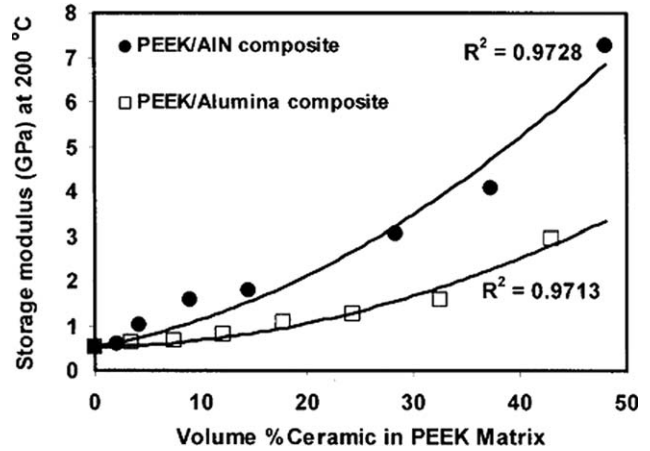 Storage modulus (GPa) at 200 °C
8
7
6
5
4
3
2
1
0
PEEK/AlN composite
PEEK/Alumina composite
R² = 0.9728
R² = 0.9713
0 10 20 30 40 50
Volume %Ceramic in PEEK Matrix